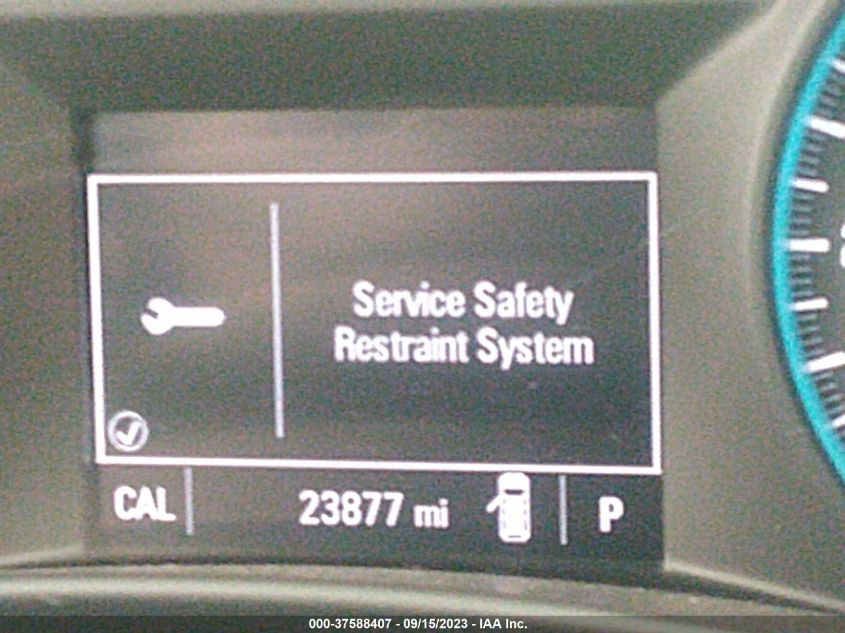 Service Safety
Restraint System
CAL 23877 mi P
000-37588407 - 09/15/2023 - IAA Inc.